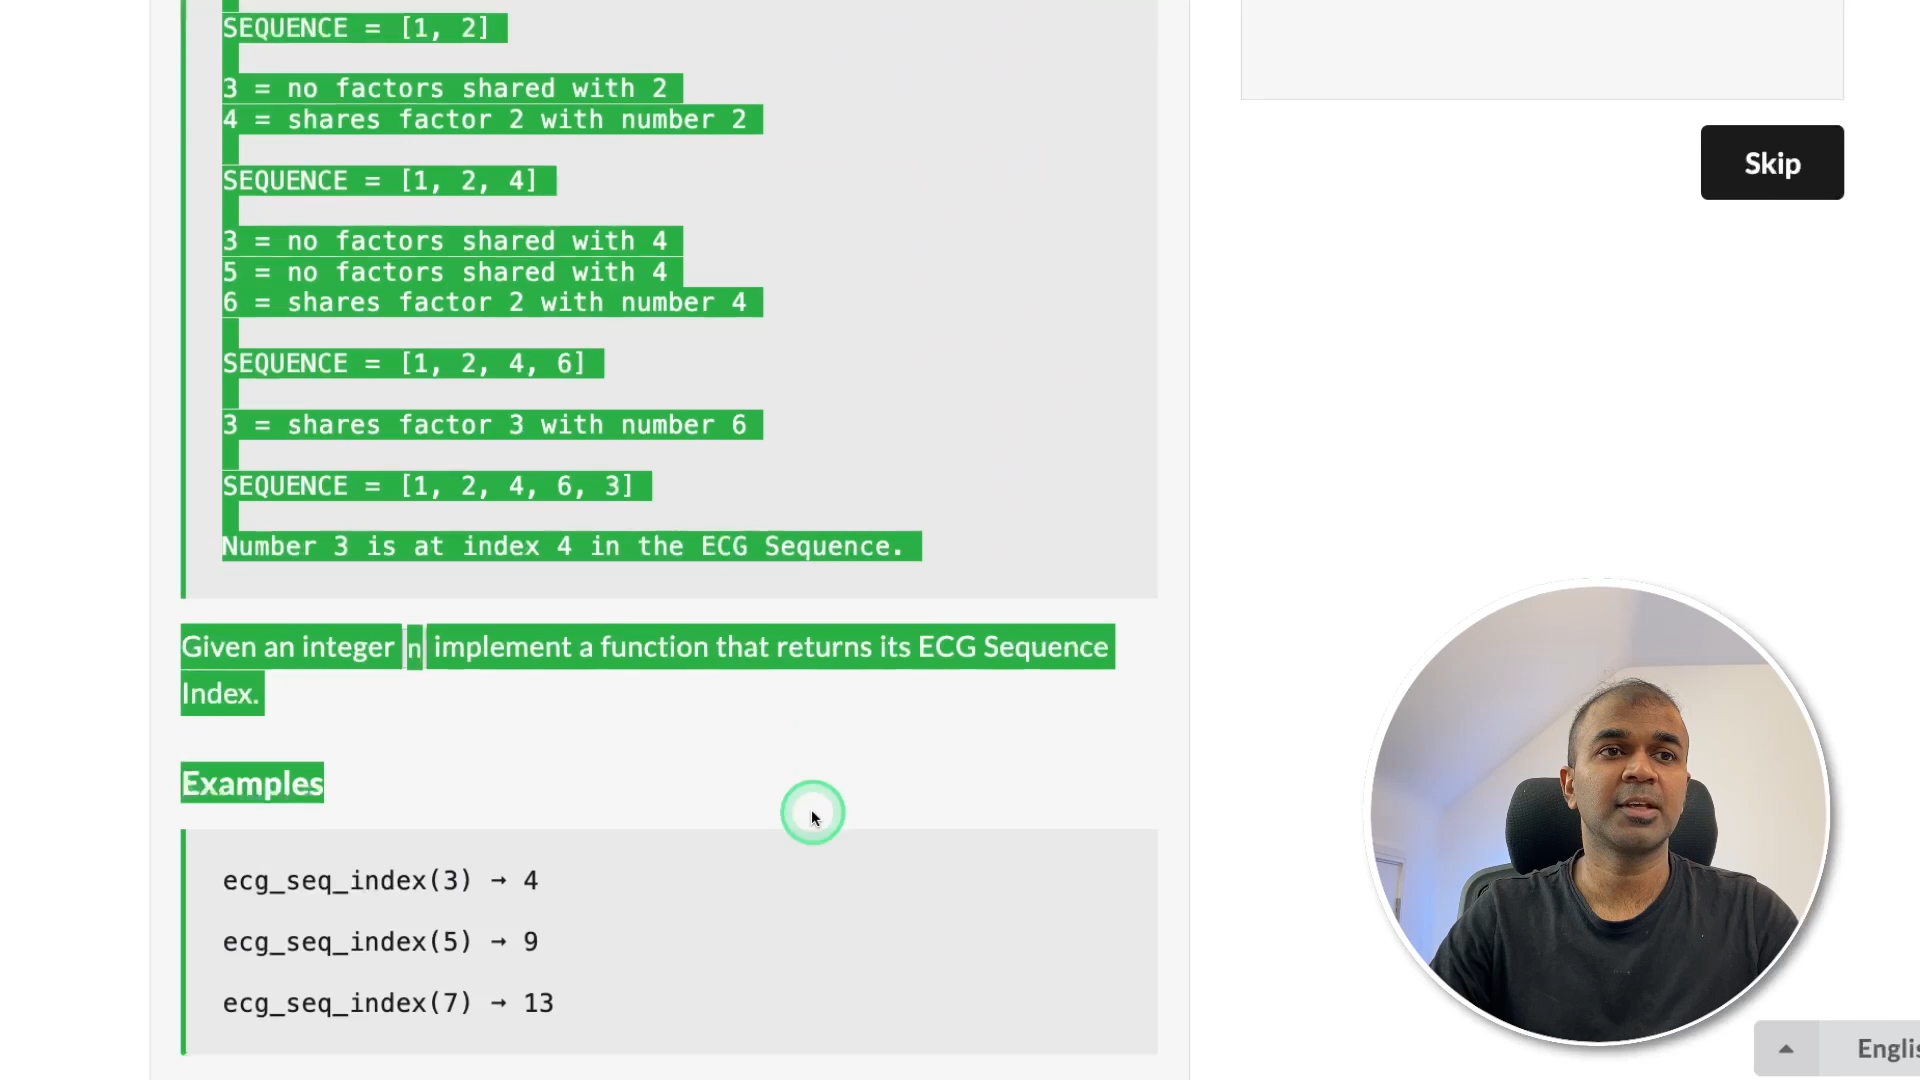 SEQUENCE = [1, 2]
3 = no factors shared with 2
4 = shares factor 2 with number 2
SEQUENCE = [1, 2, 4]
3 = no factors shared with 4
5 = no factors shared with 4
6 = shares factor 2 with number 4
SEQUENCE = [1, 2, 4, 6]
3 = shares factor 3 with number 6
SEQUENCE = [1, 2, 4, 6, 3]
Number 3 is at index 4 in the ECG Sequence.
Given an integer n implement a function that returns its ECG Sequence
Index.
Examples
ecg_seq_index(3) → 4
ecg_seq_index(5) → 9
ecg_seq_index(7) → 13
Skip
Englis